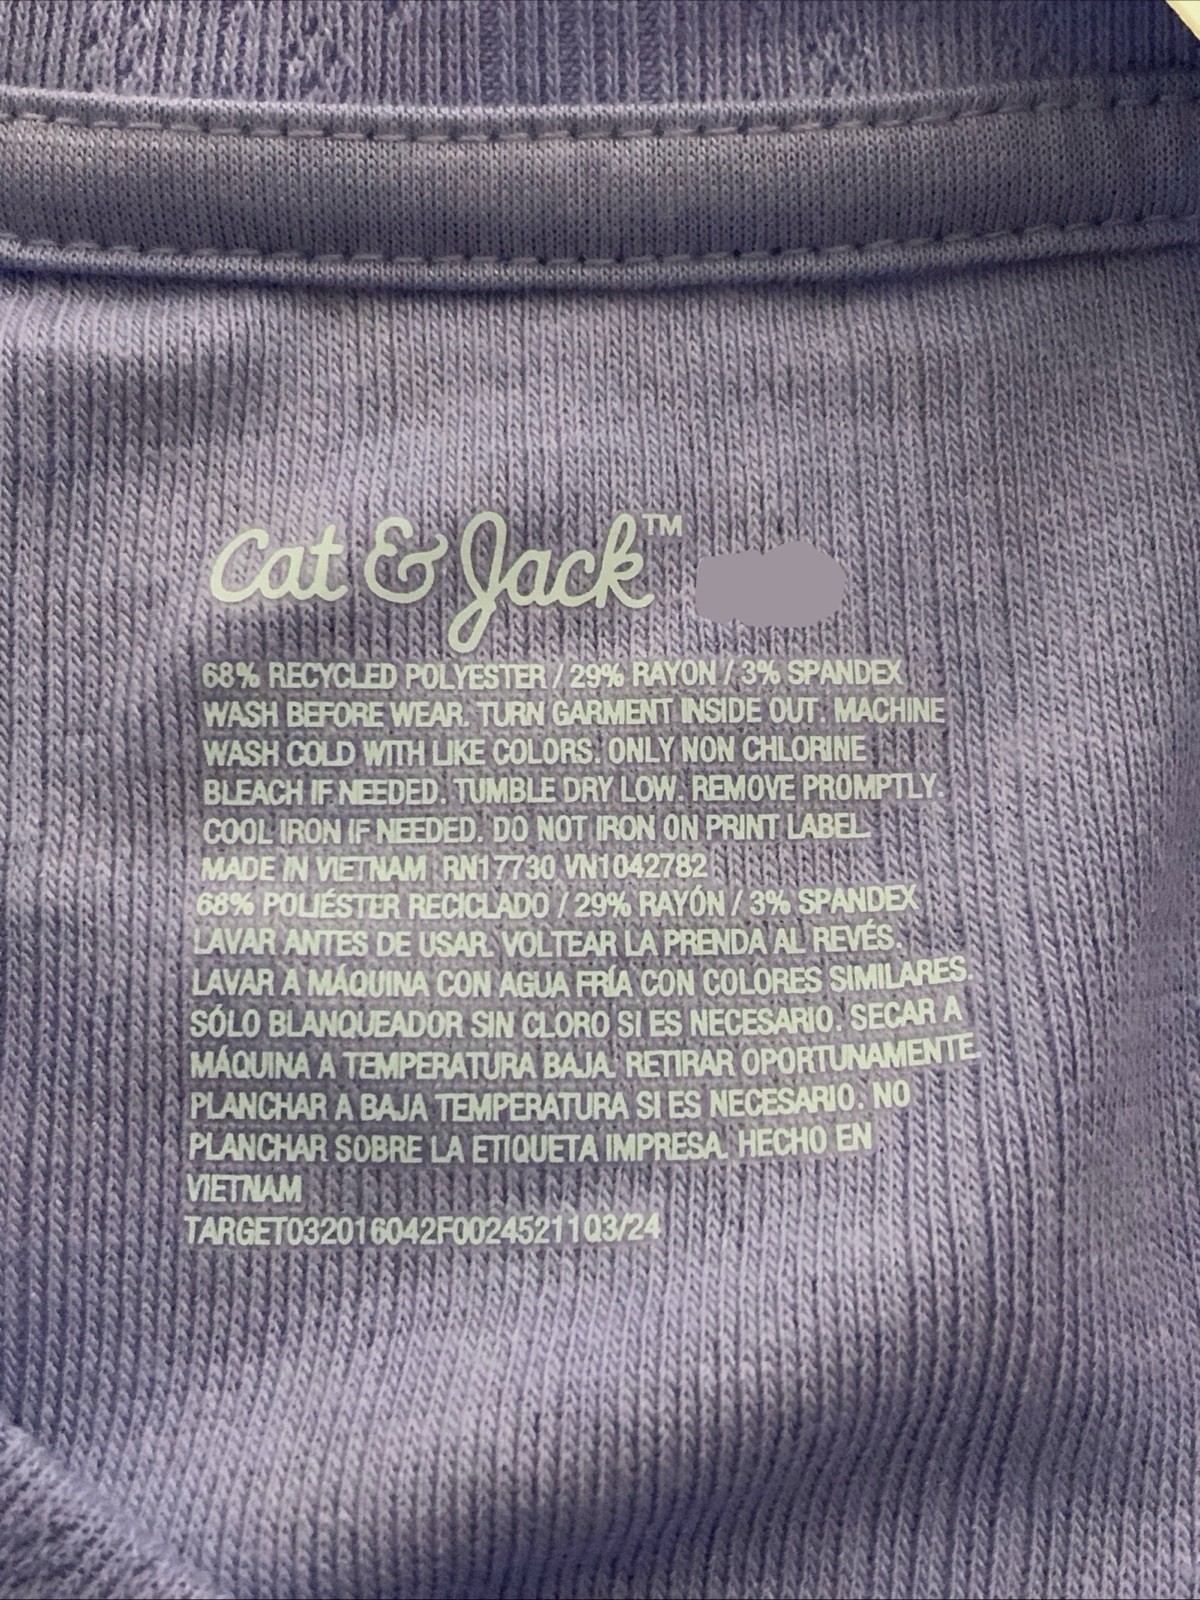 Cat & Jack™
68% RECYCLED POLYESTER / 29% RAYON / 3% SPANDEX
WASH BEFORE WEAR. TURN GARMENT INSIDE OUT. MACHINE
WASH COLD WITH LIKE COLORS. ONLY NON CHLORINE
BLEACH IF NEEDED. TUMBLE DRY LOW. REMOVE PROMPTLY.
COOL IRON IF NEEDED. DO NOT IRON ON PRINT LABEL.
MADE IN VIETNAM RN17730 VN1042782
68% POLIÉSTER RECICLADO / 29% RAYÓN / 3% SPANDEX
LAVAR ANTES DE USAR. VOLTEAR LA PRENDA AL REVÉS.
LAVAR A MÁQUINA CON AGUA FRÍA CON COLORES SIMILARES.
SÓLO BLANQUEADOR SIN CLORO SI ES NECESARIO. SECAR A
MÁQUINA A TEMPERATURA BAJA. RETIRAR OPORTUNAMENTE.
PLANCHAR A BAJA TEMPERATURA SI ES NECESARIO. NO
PLANCHAR SOBRE LA ETIQUETA IMPRESA. HECHO EN
VIETNAM
TARGET032016042F00245211Q3/24